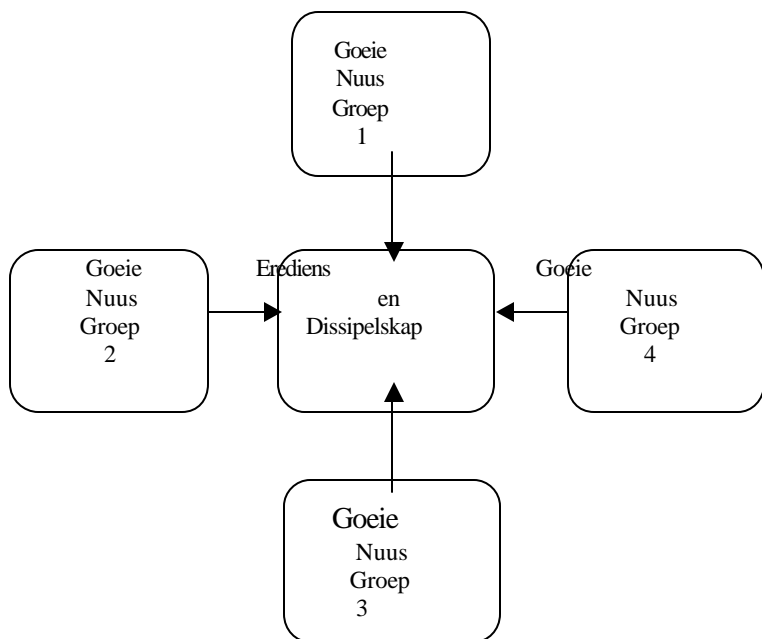 Goeie
Nuus
Groep
1
Goeie
Nuus
Groep
2
Erediens
en
Dissipelskap
Goeie
Nuus
Groep
4
Goeie
Nuus
Groep
3